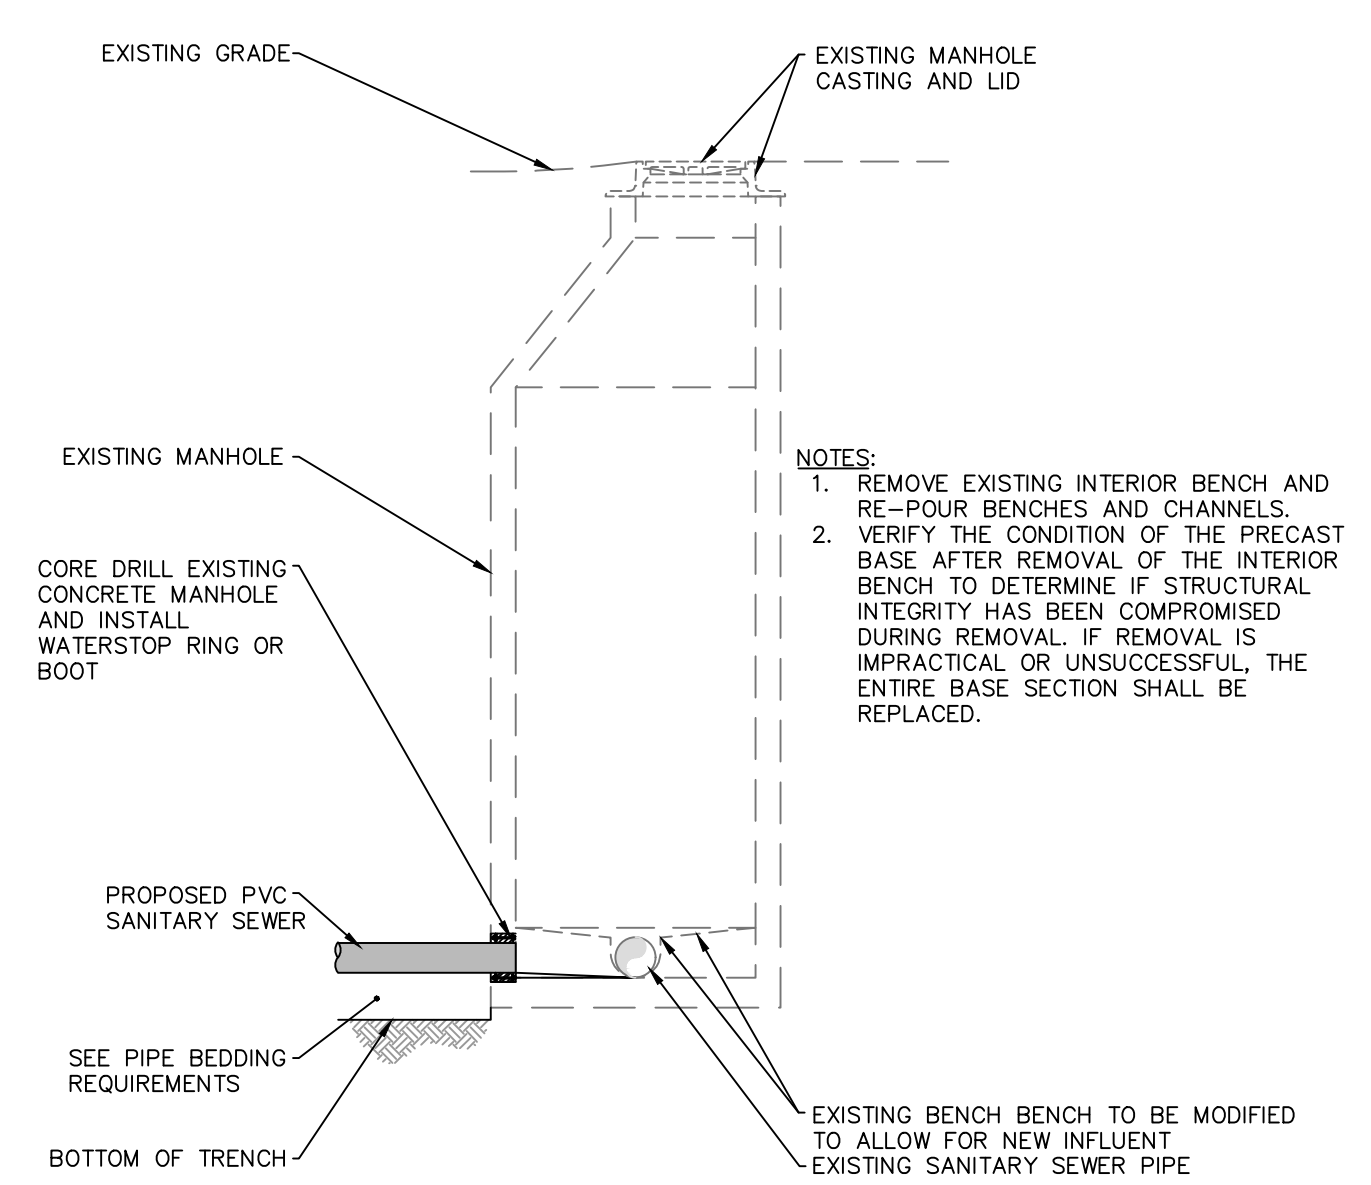 EXISTING GRADE
EXISTING MANHOLE
CASTING AND LID
EXISTING MANHOLE
NOTES:
1. REMOVE EXISTING INTERIOR BENCH AND
RE-POUR BENCHES AND CHANNELS.
2. VERIFY THE CONDITION OF THE PRECAST
BASE AFTER REMOVAL OF THE INTERIOR
BENCH TO DETERMINE IF STRUCTURAL
INTEGRITY HAS BEEN COMPROMISED
DURING REMOVAL. IF REMOVAL IS
IMPRACTICAL OR UNSUCCESSFUL, THE
ENTIRE BASE SECTION SHALL BE
REPLACED.
CORE DRILL EXISTING
CONCRETE MANHOLE
AND INSTALL
WATERSTOP RING OR
BOOT
PROPOSED PVC
SANITARY SEWER
SEE PIPE BEDDING
REQUIREMENTS
BOTTOM OF TRENCH
EXISTING BENCH BENCH TO BE MODIFIED
TO ALLOW FOR NEW INFLUENT
EXISTING SANITARY SEWER PIPE